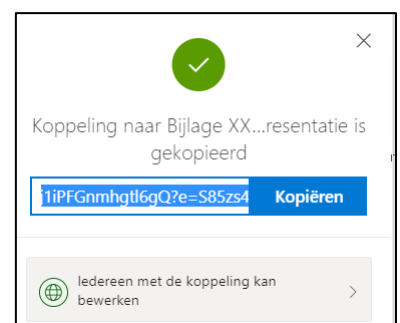 Koppeling naar Bijlage XX...resentatie is
gekopieerd
1iPFGnmhgtl6gQ?e=S85zs4 Kopiëren
Iedereen met de koppeling kan
bewerken